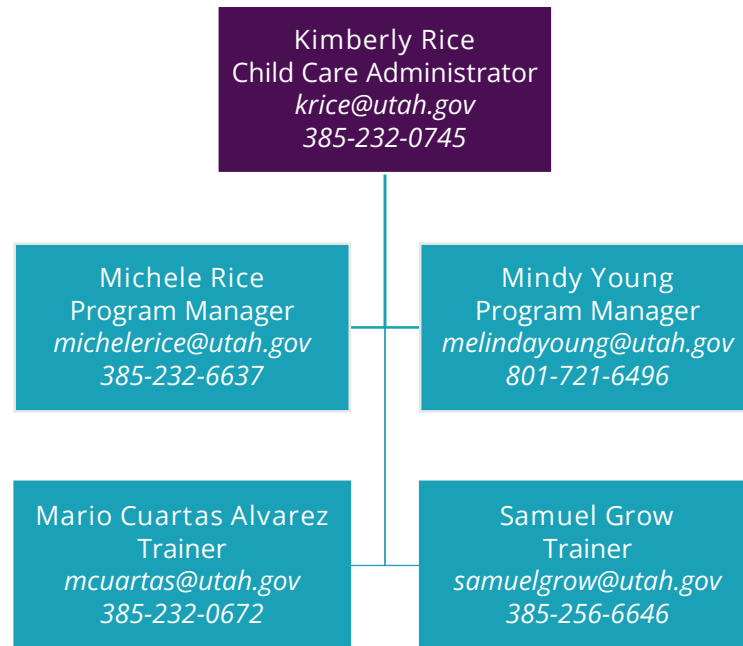 Kimberly Rice
Child Care Administrator
krice@utah.gov
385-232-0745
Michele Rice
Program Manager
michelerice@utah.gov
385-232-6637
Mindy Young
Program Manager
melindayoung@utah.gov
801-721-6496
Mario Cuartas Alvarez
Trainer
mcuartas@utah.gov
385-232-0672
Samuel Grow
Trainer
samuelgrow@utah.gov
385-256-6646